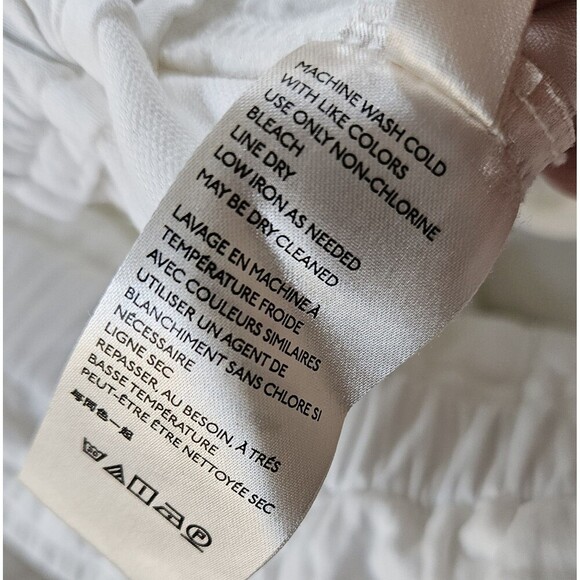 MACHINE WASH COLD
WITH LIKE COLORS
USE ONLY NON-CHLORINE
BLEACH
LINE DRY
LOW IRON AS NEEDED
MAY BE DRY CLEANED
LAVAGE EN MACHINE À
TEMPÉRATURE FROIDE
AVEC COULEURS SIMILAIRES
UTILISER UN AGENT DE
BLANCHIMENT SANS CHLORE SI
NÉCESSAIRE
LIGNE SEC
REPASSER, AU BESOIN, À TRÉS
BASSE TEMPÉRATURE
PEUT-ÊTRE ÊTRE NETTOYÉE SEC
与同色一起
P